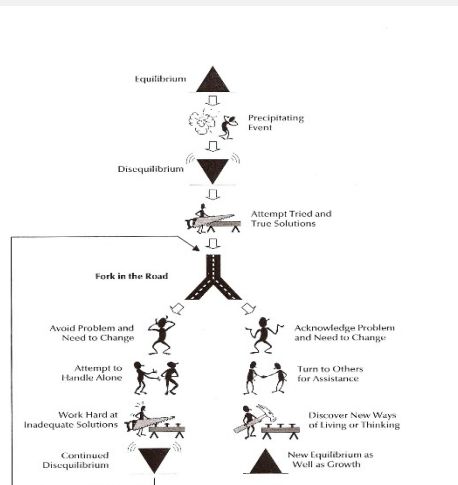 Equilibrium
Precipitating
Event
Disequilibrium
Attempt Tried and
True Solutions
Fork in the Road
Avoid Problem and
Need to Change
Acknowledge Problem
and Need to Change
Attempt to
Handle Alone
Turn to Others
for Assistance
Work Hard at
Inadequate Solutions
Discover New Ways
of Living or Thinking
Continued
Disequilibrium
New Equilibrium as
Well as Growth